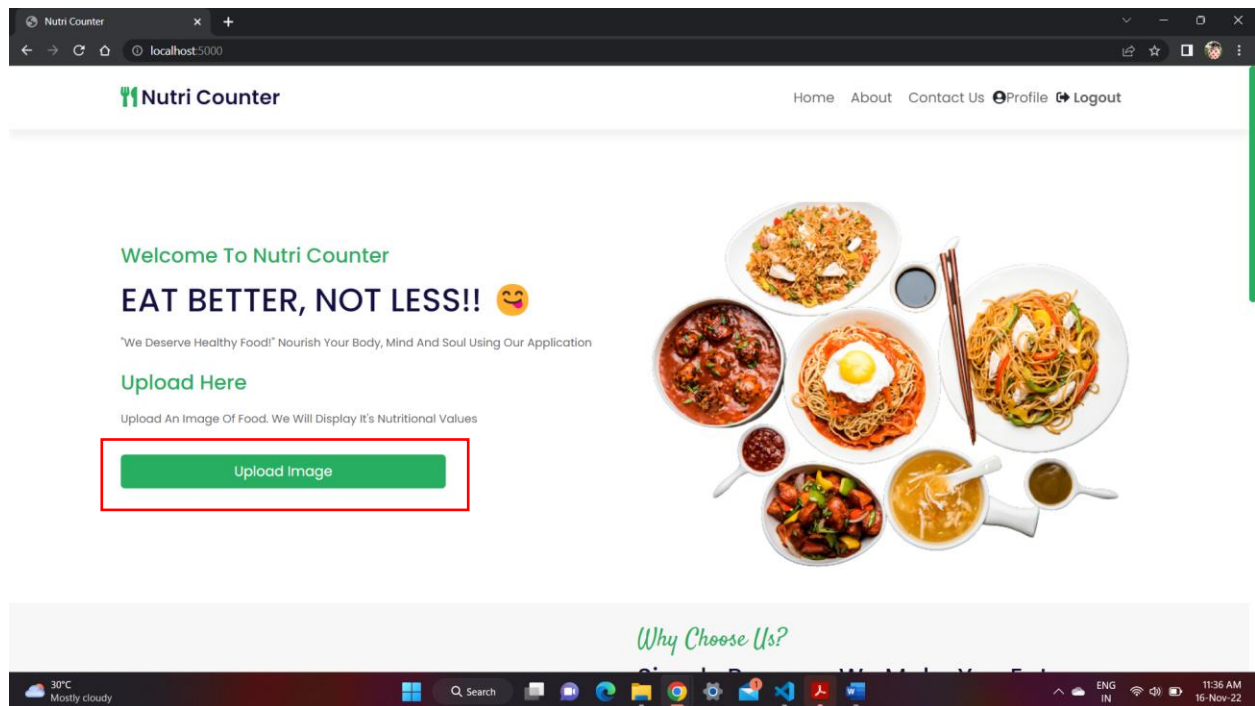 Nutri Counter
localhost:5000
Nutri Counter
Home About Contact Us Profile Logout
Welcome To Nutri Counter
EAT BETTER, NOT LESS!! 😋
"We Deserve Healthy Food!" Nourish Your Body, Mind And Soul Using Our Application
Upload Here
Upload An Image Of Food. We Will Display It's Nutritional Values
Upload Image
Why Choose Us?
30°C
Mostly cloudy
Search
1
ENG
IN
11:36 AM
16-Nov-22